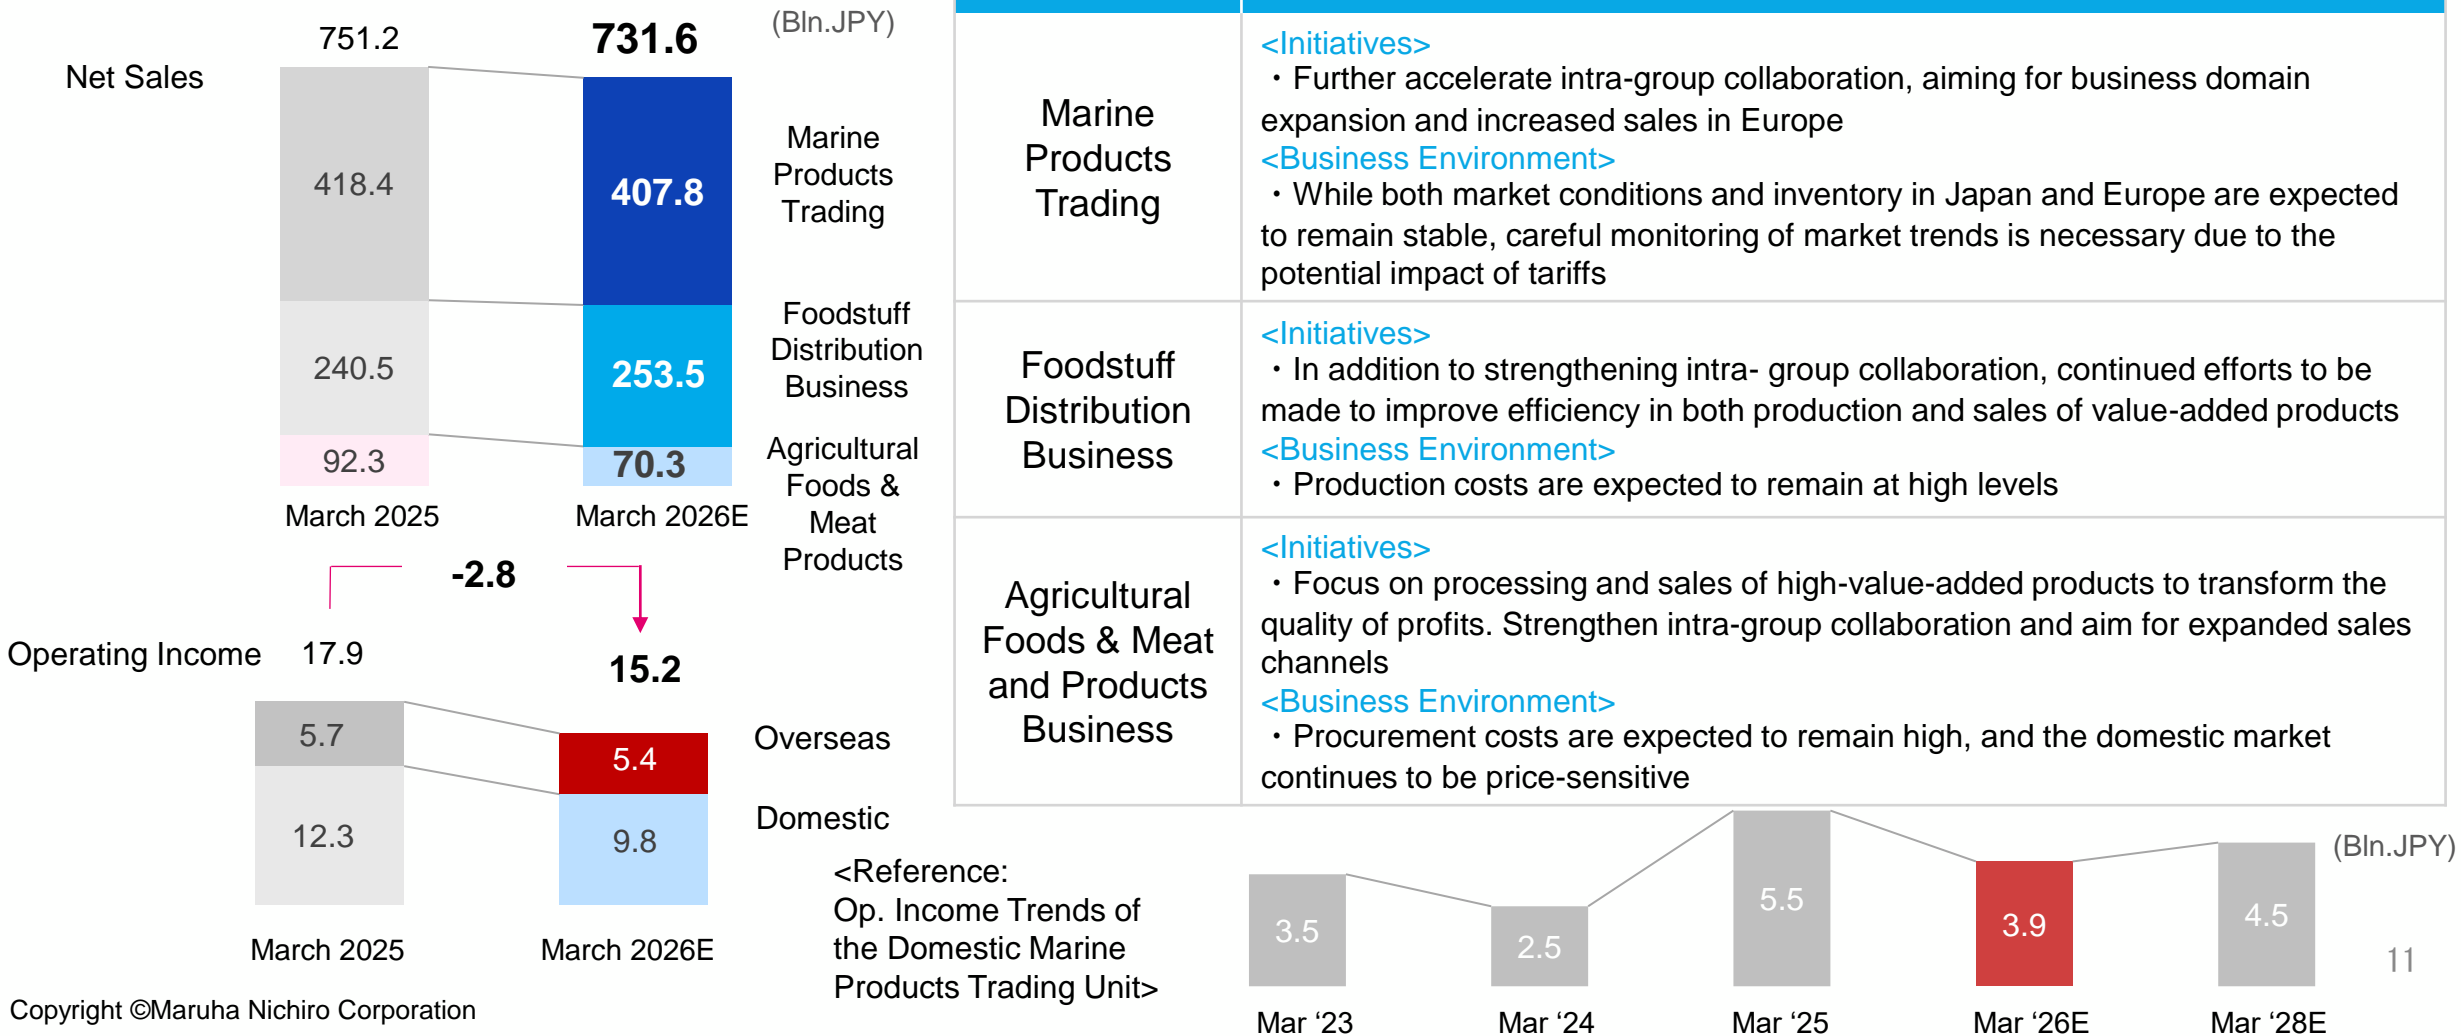 (Bln.JPY)
751.2
731.6
Net Sales
418.4
407.8
Marine
Products
Trading
240.5
253.5
Foodstuff
Distribution
Business
92.3
70.3
Agricultural
Foods &
Meat
Products
March 2025
March 2026E
-2.8
Operating Income
17.9
15.2
5.7
5.4
Overseas
12.3
9.8
Domestic
March 2025
March 2026E
Marine
Products
Trading
<Initiatives>
・Further accelerate intra-group collaboration, aiming for business domain
expansion and increased sales in Europe
<Business Environment>
・While both market conditions and inventory in Japan and Europe are expected
to remain stable, careful monitoring of market trends is necessary due to the
potential impact of tariffs
Foodstuff
Distribution
Business
<Initiatives>
・In addition to strengthening intra- group collaboration, continued efforts to be
made to improve efficiency in both production and sales of value-added products
<Business Environment>
・Production costs are expected to remain at high levels
Agricultural
Foods & Meat
and Products
Business
<Initiatives>
・Focus on processing and sales of high-value-added products to transform the
quality of profits. Strengthen intra-group collaboration and aim for expanded sales
channels
<Business Environment>
・Procurement costs are expected to remain high, and the domestic market
continues to be price-sensitive
<Reference:
Op. Income Trends of
the Domestic Marine
Products Trading Unit>
(Bln.JPY)
3.5
2.5
5.5
3.9
4.5
Mar ‘23
Mar ‘24
Mar ‘25
Mar ‘26E
Mar ‘28E
11
Copyright ©Maruha Nichiro Corporation